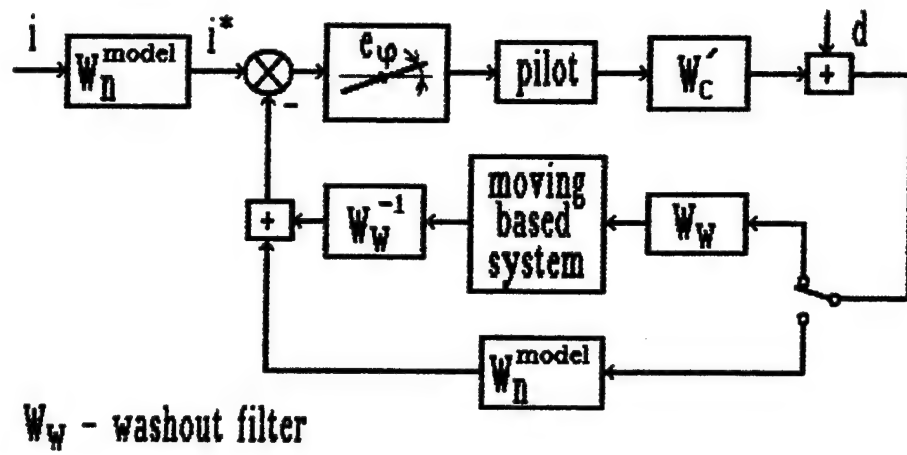 i
W_n^model
i*
-
e_φ
pilot
W_c′
d
+
+
W_W^-1
moving
based
system
W_W
W_n^model
W_W - washout filter